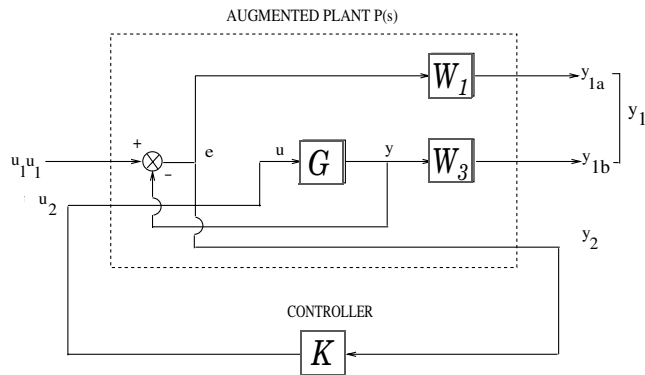 AUGMENTED PLANT P(s)
W1
y1a
y1
+
u1u1
e
u
G
y
W3
y1b
−
u2
y2
CONTROLLER
K